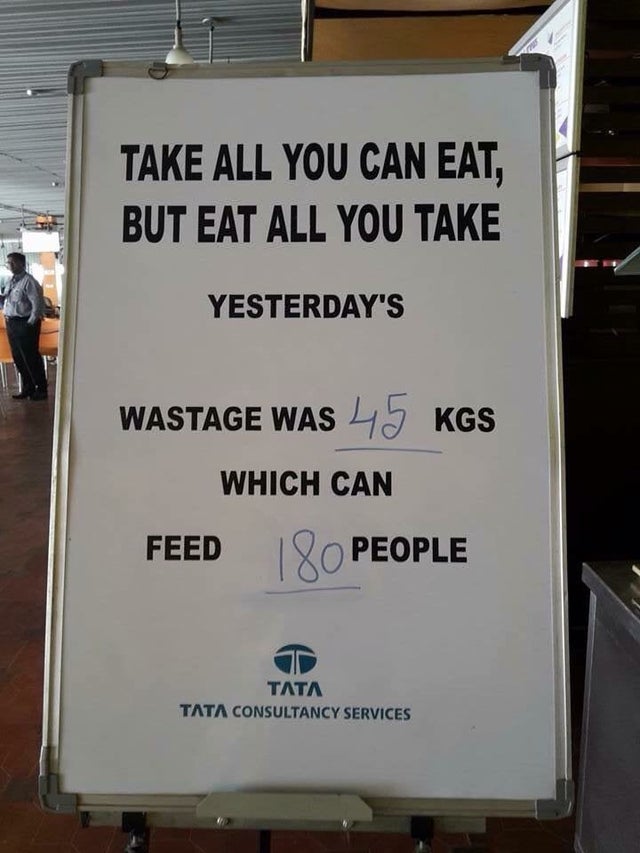 TAKE ALL YOU CAN EAT,
BUT EAT ALL YOU TAKE
YESTERDAY'S
WASTAGE WAS 45 KGS
WHICH CAN
FEED 180 PEOPLE
TATA
TATA CONSULTANCY SERVICES